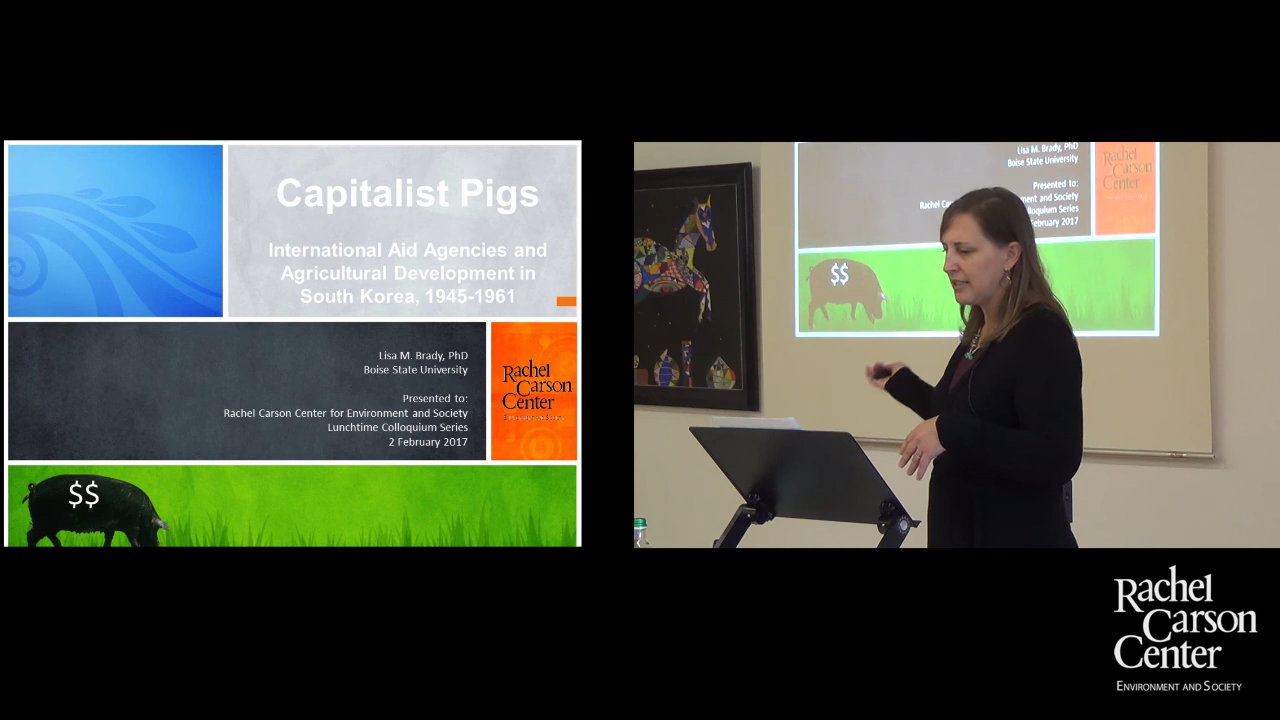 Capitalist Pigs
International Aid Agencies and
Agricultural Development in
South Korea, 1945-1961
Lisa M. Brady, PhD
Boise State University
Presented to:
Rachel Carson Center for Environment and Society
Lunchtime Colloquium Series
2 February 2017
Rachel
Carson
Center
$$
Lisa M. Brady, PhD
Boise State University
Presented to:
Rachel Car
ment and Society
lloquium Series
February 2017
Rachel
Carson
Center
$$
Rachel
Carson
Center
ENVIRONMENT AND SOCIETY